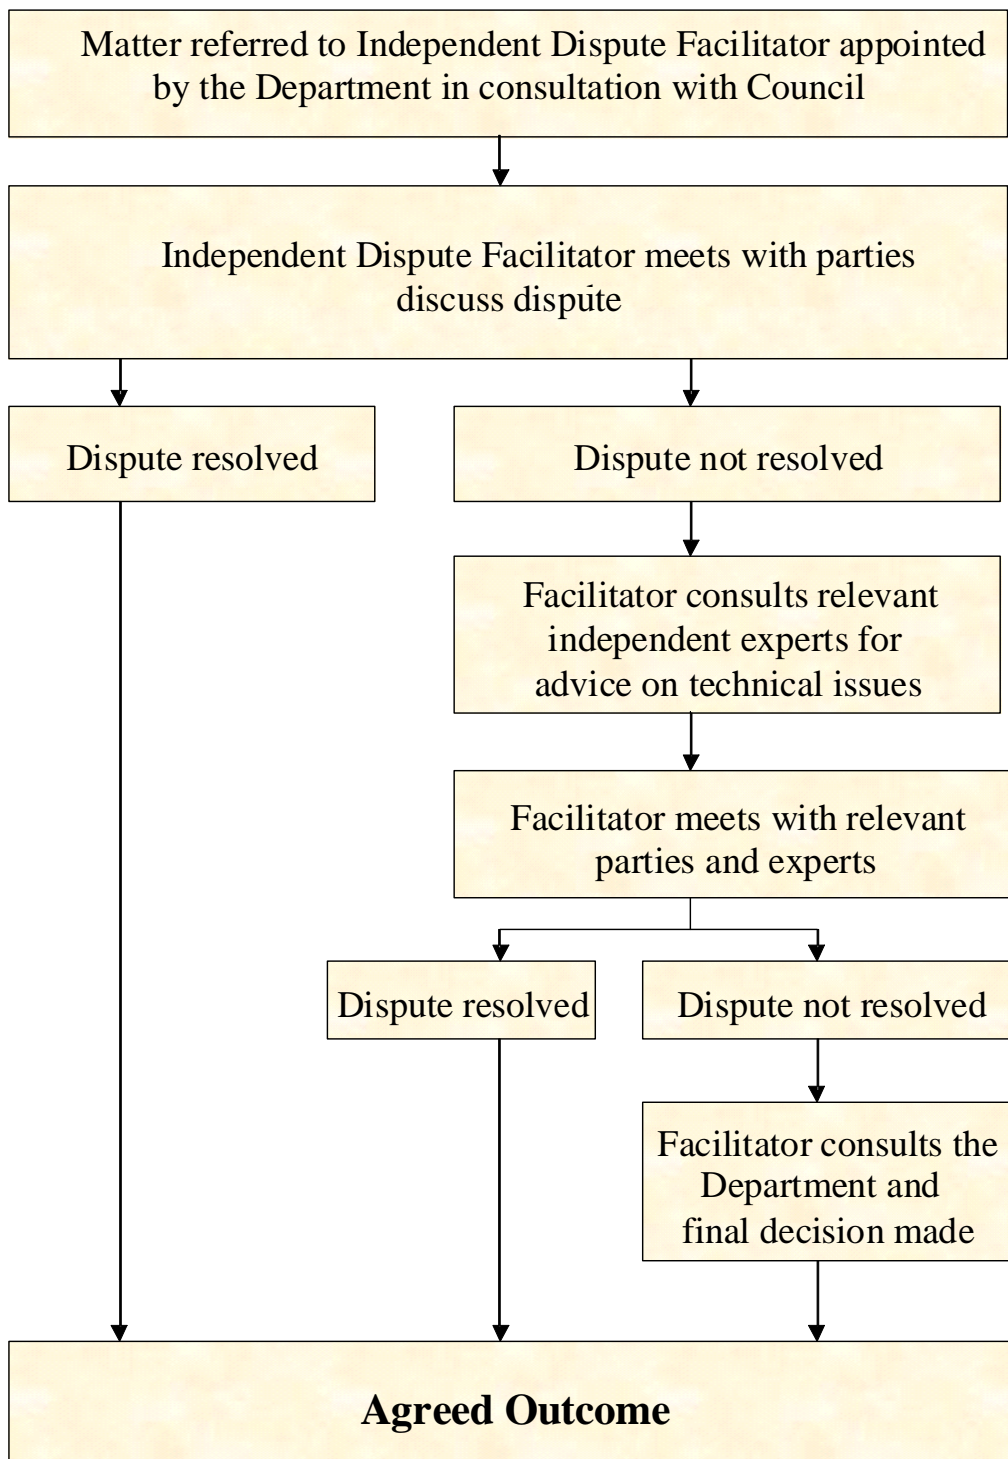 Matter referred to Independent Dispute Facilitator appointed
by the Department in consultation with Council
Independent Dispute Facilitator meets with parties
discuss dispute
Dispute resolved
Dispute not resolved
Facilitator consults relevant
independent experts for
advice on technical issues
Facilitator meets with relevant
parties and experts
Dispute resolved
Dispute not resolved
Facilitator consults the
Department and
final decision made
Agreed Outcome